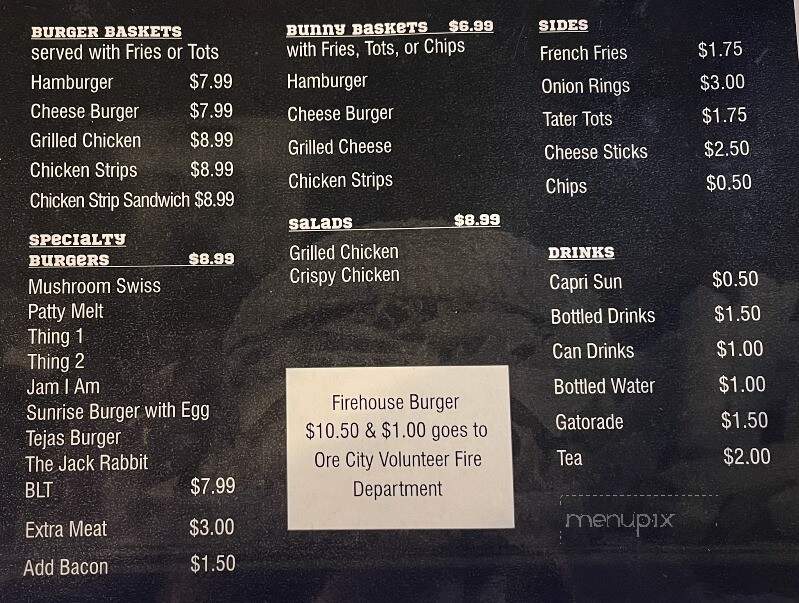 BURGER BASKETS
served with Fries or Tots
Hamburger $7.99
Cheese Burger $7.99
Grilled Chicken $8.99
Chicken Strips $8.99
Chicken Strip Sandwich $8.99
SPECIALTY
BURGERS $8.99
Mushroom Swiss
Patty Melt
Thing 1
Thing 2
Jam I Am
Sunrise Burger with Egg
Tejas Burger
The Jack Rabbit
BLT $7.99
Extra Meat $3.00
Add Bacon $1.50
BUNNY BASKETS $6.99
with Fries, Tots, or Chips
Hamburger
Cheese Burger
Grilled Cheese
Chicken Strips
SALADS $8.99
Grilled Chicken
Crispy Chicken
Firehouse Burger
$10.50 & $1.00 goes to
Ore City Volunteer Fire
Department
SIDES
French Fries $1.75
Onion Rings $3.00
Tater Tots $1.75
Cheese Sticks $2.50
Chips $0.50
DRINKS
Capri Sun $0.50
Bottled Drinks $1.50
Can Drinks $1.00
Bottled Water $1.00
Gatorade $1.50
Tea $2.00
menupix